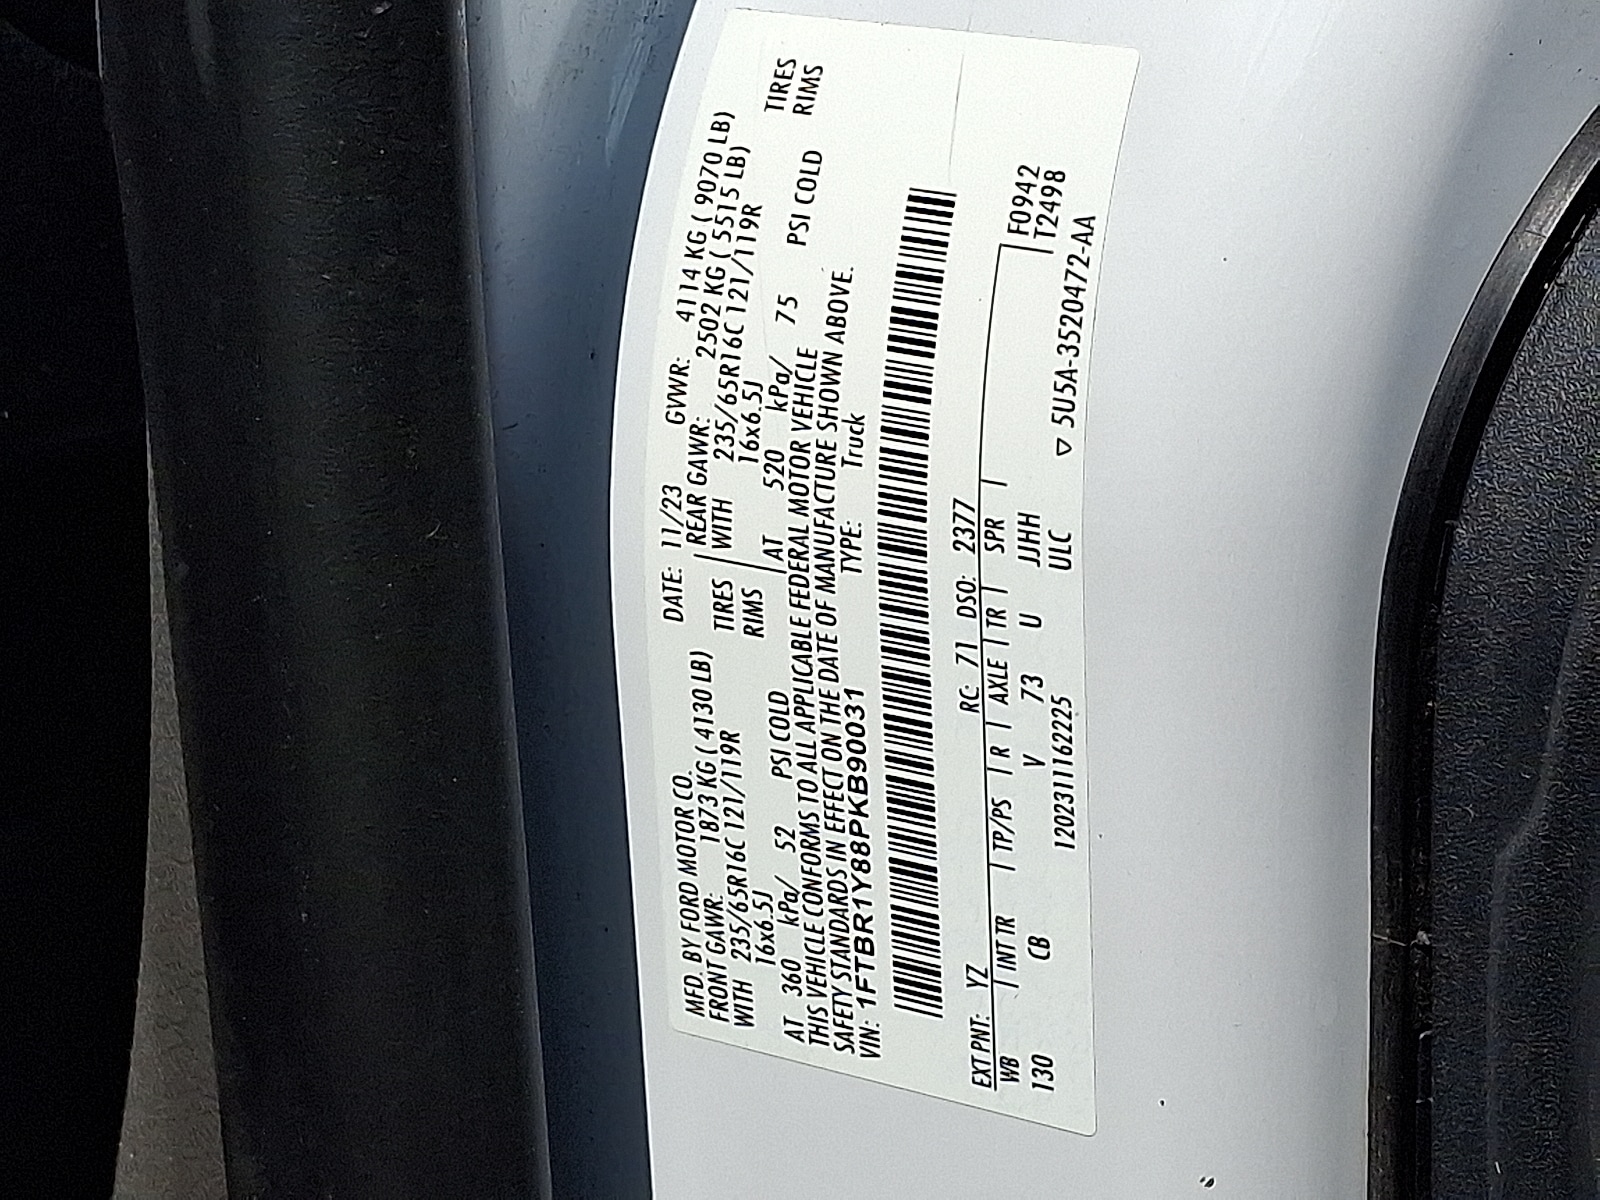 MFD. BY FORD MOTOR CO. DATE: 11/23 GVWR: 4114 KG ( 9070 LB)
FRONT GAWR: 1873 KG ( 4130 LB) REAR GAWR: 2502 KG ( 5515 LB)
WITH 235/65R16C 121/119R TIRES WITH 235/65R16C 121/119R TIRES
16x6.5J RIMS 16x6.5J RIMS
AT 360 kPa/ 52 PSI COLD AT 520 kPa/ 75 PSI COLD
THIS VEHICLE CONFORMS TO ALL APPLICABLE FEDERAL MOTOR VEHICLE
SAFETY STANDARDS IN EFFECT ON THE DATE OF MANUFACTURE SHOWN ABOVE.
VIN: 1FTBR1Y88PKB90031 TYPE: Truck
EXT PNT: YZ RC: 71 DSO: 2377
WB INT TR TP/PS R AXLE TR SPR F0942
130 CB V 73 U JJHH T2498
12023111162225 ULC ▽ 5U5A-3520472-AA